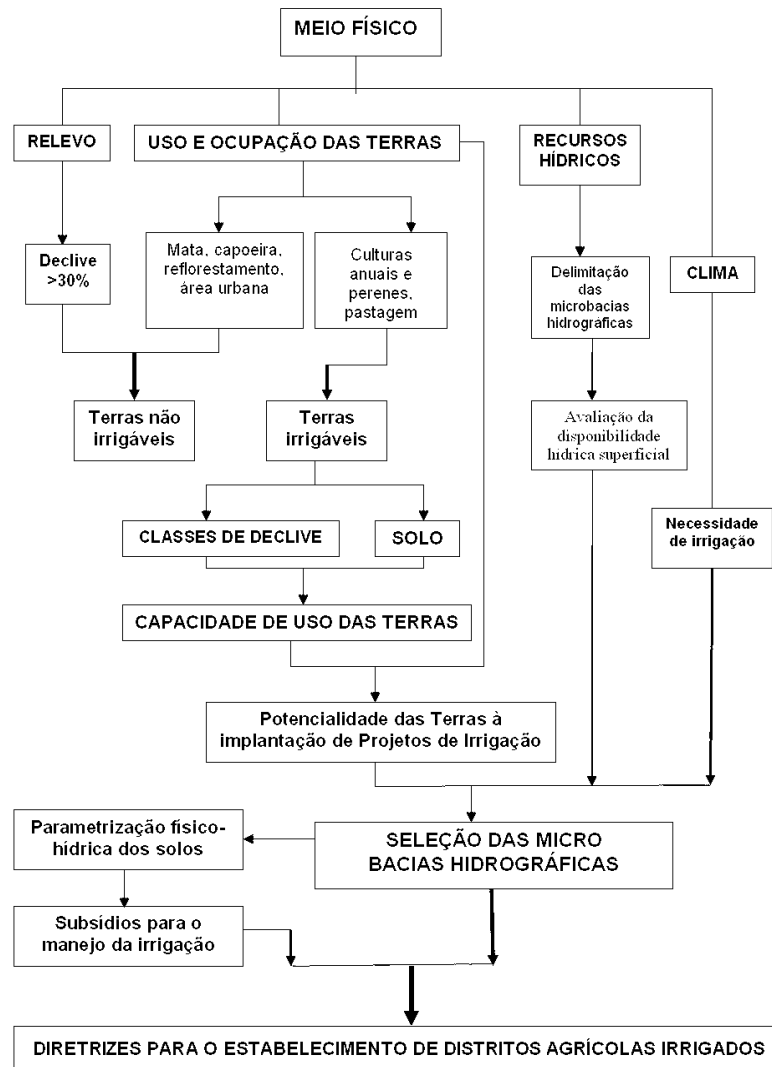 MEIO FÍSICO
RELEVO
USO E OCUPAÇÃO DAS TERRAS
RECURSOS
HÍDRICOS
Declive
>30%
Mata, capoeira,
reflorestamento,
área urbana
Culturas
anuais e
perenes,
pastagem
Delimitação
das
microbacias
hidrográficas
CLIMA
Terras não
irrigáveis
Terras
irrigáveis
Avaliação da
disponibilidade
hídrica superficial
CLASSES DE DECLIVE
SOLO
Necessidade
de irrigação
CAPACIDADE DE USO DAS TERRAS
Potencialidade das Terras à
implantação de Projetos de Irrigação
Parametrização físico-
hídrica dos solos
SELEÇÃO DAS MICRO
BACIAS HIDROGRÁFICAS
Subsídios para o
manejo da irrigação
DIRETRIZES PARA O ESTABELECIMENTO DE DISTRITOS AGRÍCOLAS IRRIGADOS